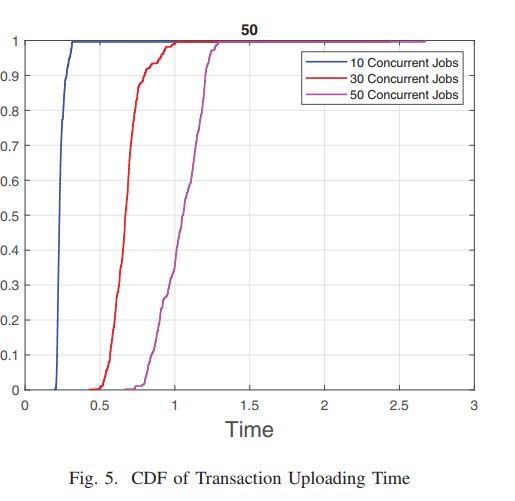 50
1
0.9
0.8
0.7
0.6
0.5
0.4
0.3
0.2
0.1
0
10 Concurrent Jobs
30 Concurrent Jobs
50 Concurrent Jobs
0 0.5 1 1.5 2 2.5 3
Time
Fig. 5. CDF of Transaction Uploading Time